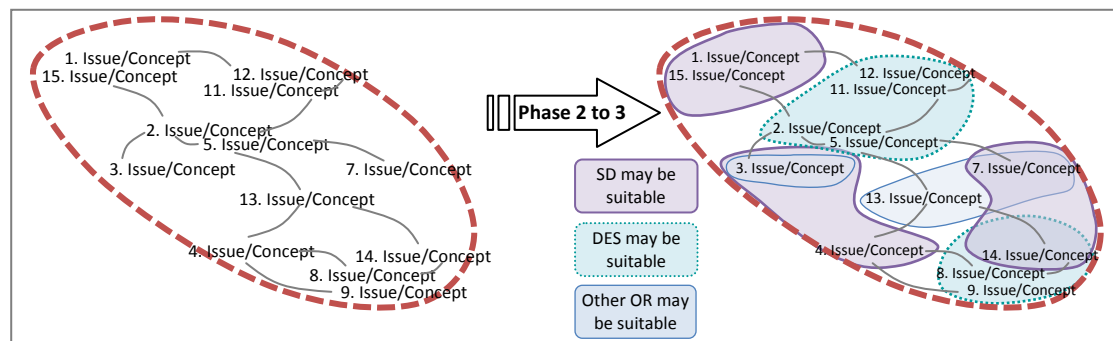 1. Issue/Concept
15. Issue/Concept
12. Issue/Concept
11. Issue/Concept
2. Issue/Concept
5. Issue/Concept
3. Issue/Concept
7. Issue/Concept
13. Issue/Concept
4. Issue/Concept
14. Issue/Concept
8. Issue/Concept
9. Issue/Concept
Phase 2 to 3
SD may be
suitable
DES may be
suitable
Other OR may
be suitable
1. Issue/Concept
15. Issue/Concept
12. Issue/Concept
11. Issue/Concept
2. Issue/Concept
5. Issue/Concept
3. Issue/Concept
7. Issue/Concept
13. Issue/Concept
4. Issue/Concept
14. Issue/Concept
8. Issue/Concept
9. Issue/Concept